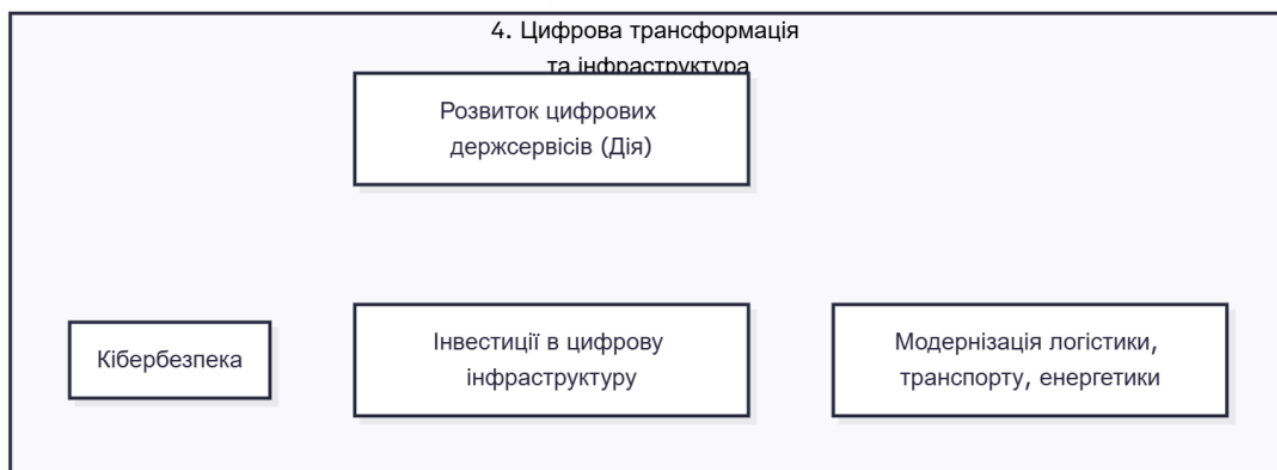 4. Цифрова трансформація
та інфраструктура
Розвиток цифрових
держсервісів (Дія)
Кібербезпека
Інвестиції в цифрову
інфраструктуру
Модернізація логістики,
транспорту, енергетики